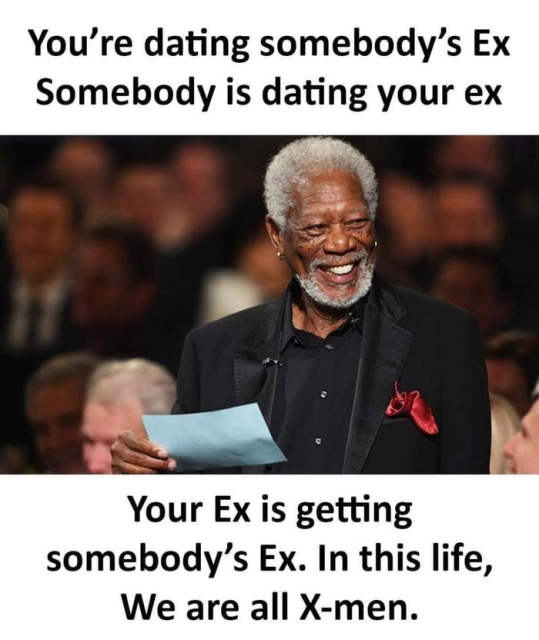 You’re dating somebody’s Ex
Somebody is dating your ex
Your Ex is getting
somebody’s Ex. In this life,
We are all X-men.